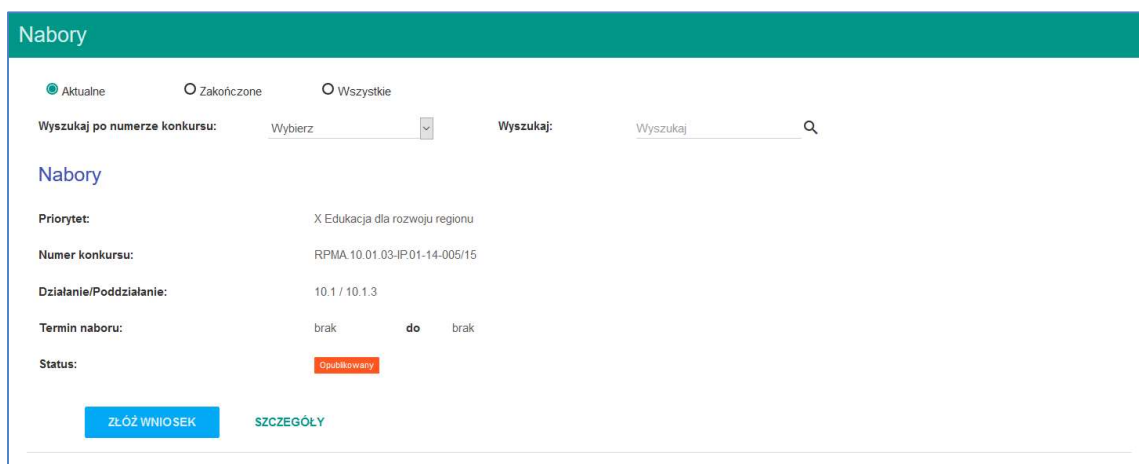 Nabory
Aktualne Zakończone Wszystkie
Wyszukaj po numerze konkursu: Wybierz Wyszukaj: Wyszukaj
Nabory
Priorytet: X Edukacja dla rozwoju regionu
Numer konkursu: RPMA.10.01.03-IP.01-14-005/15
Działanie/Poddziałanie: 10.1 / 10.1.3
Termin naboru: brak do brak
Status: Opublikowany
ZŁÓŻ WNIOSEK SZCZEGÓŁY